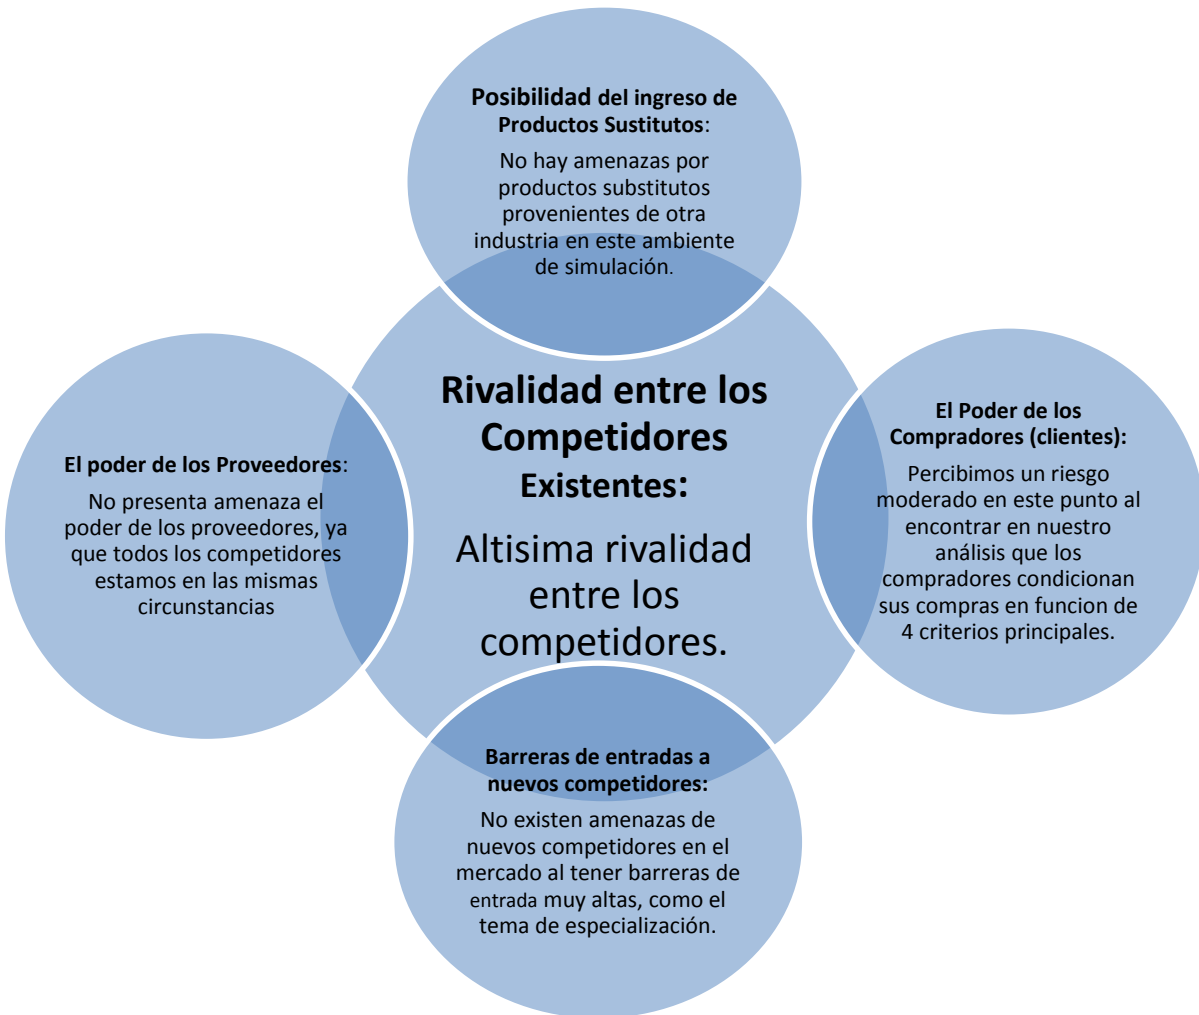 Posibilidad del ingreso de
Productos Sustitutos:
No hay amenazas por
productos substitutos
provenientes de otra
industria en este ambiente
de simulación.
Rivalidad entre los
Competidores
Existentes:
Altisima rivalidad
entre los
competidores.
El Poder de los
Compradores (clientes):
Percibimos un riesgo
moderado en este punto al
encontrar en nuestro
análisis que los
compradores condicionan
sus compras en funcion de
4 criterios principales.
El poder de los Proveedores:
No presenta amenaza el
poder de los proveedores, ya
que todos los competidores
estamos en las mismas
circunstancias
Barreras de entradas a
nuevos competidores:
No existen amenazas de
nuevos competidores en el
mercado al tener barreras de
entrada muy altas, como el
tema de especialización.